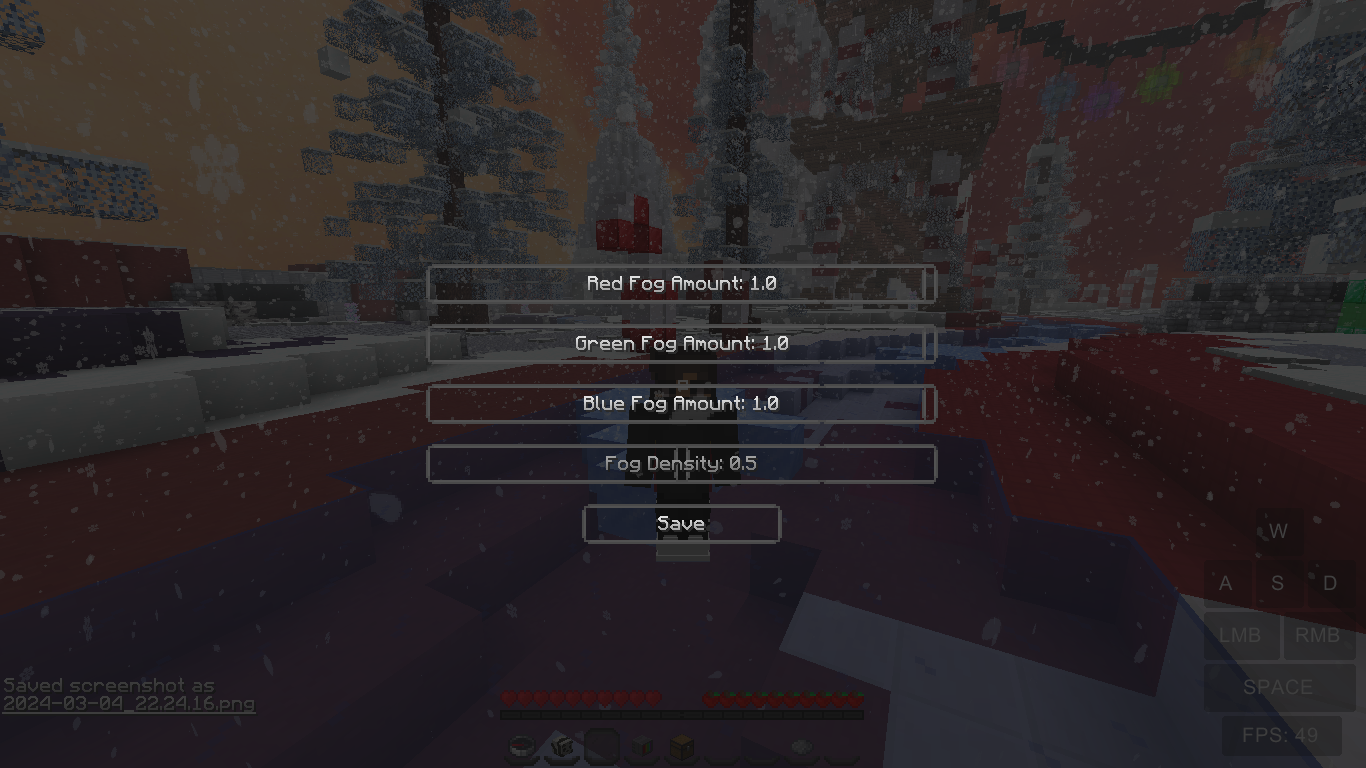 Red Fog Amount: 1.0
Green Fog Amount: 1.0
Blue Fog Amount: 1.0
Fog Density: 0.5
Save
W
A S D
LMB RMB
SPACE
FPS: 49
Saved screenshot as
2024-03-04_22.24.16.png